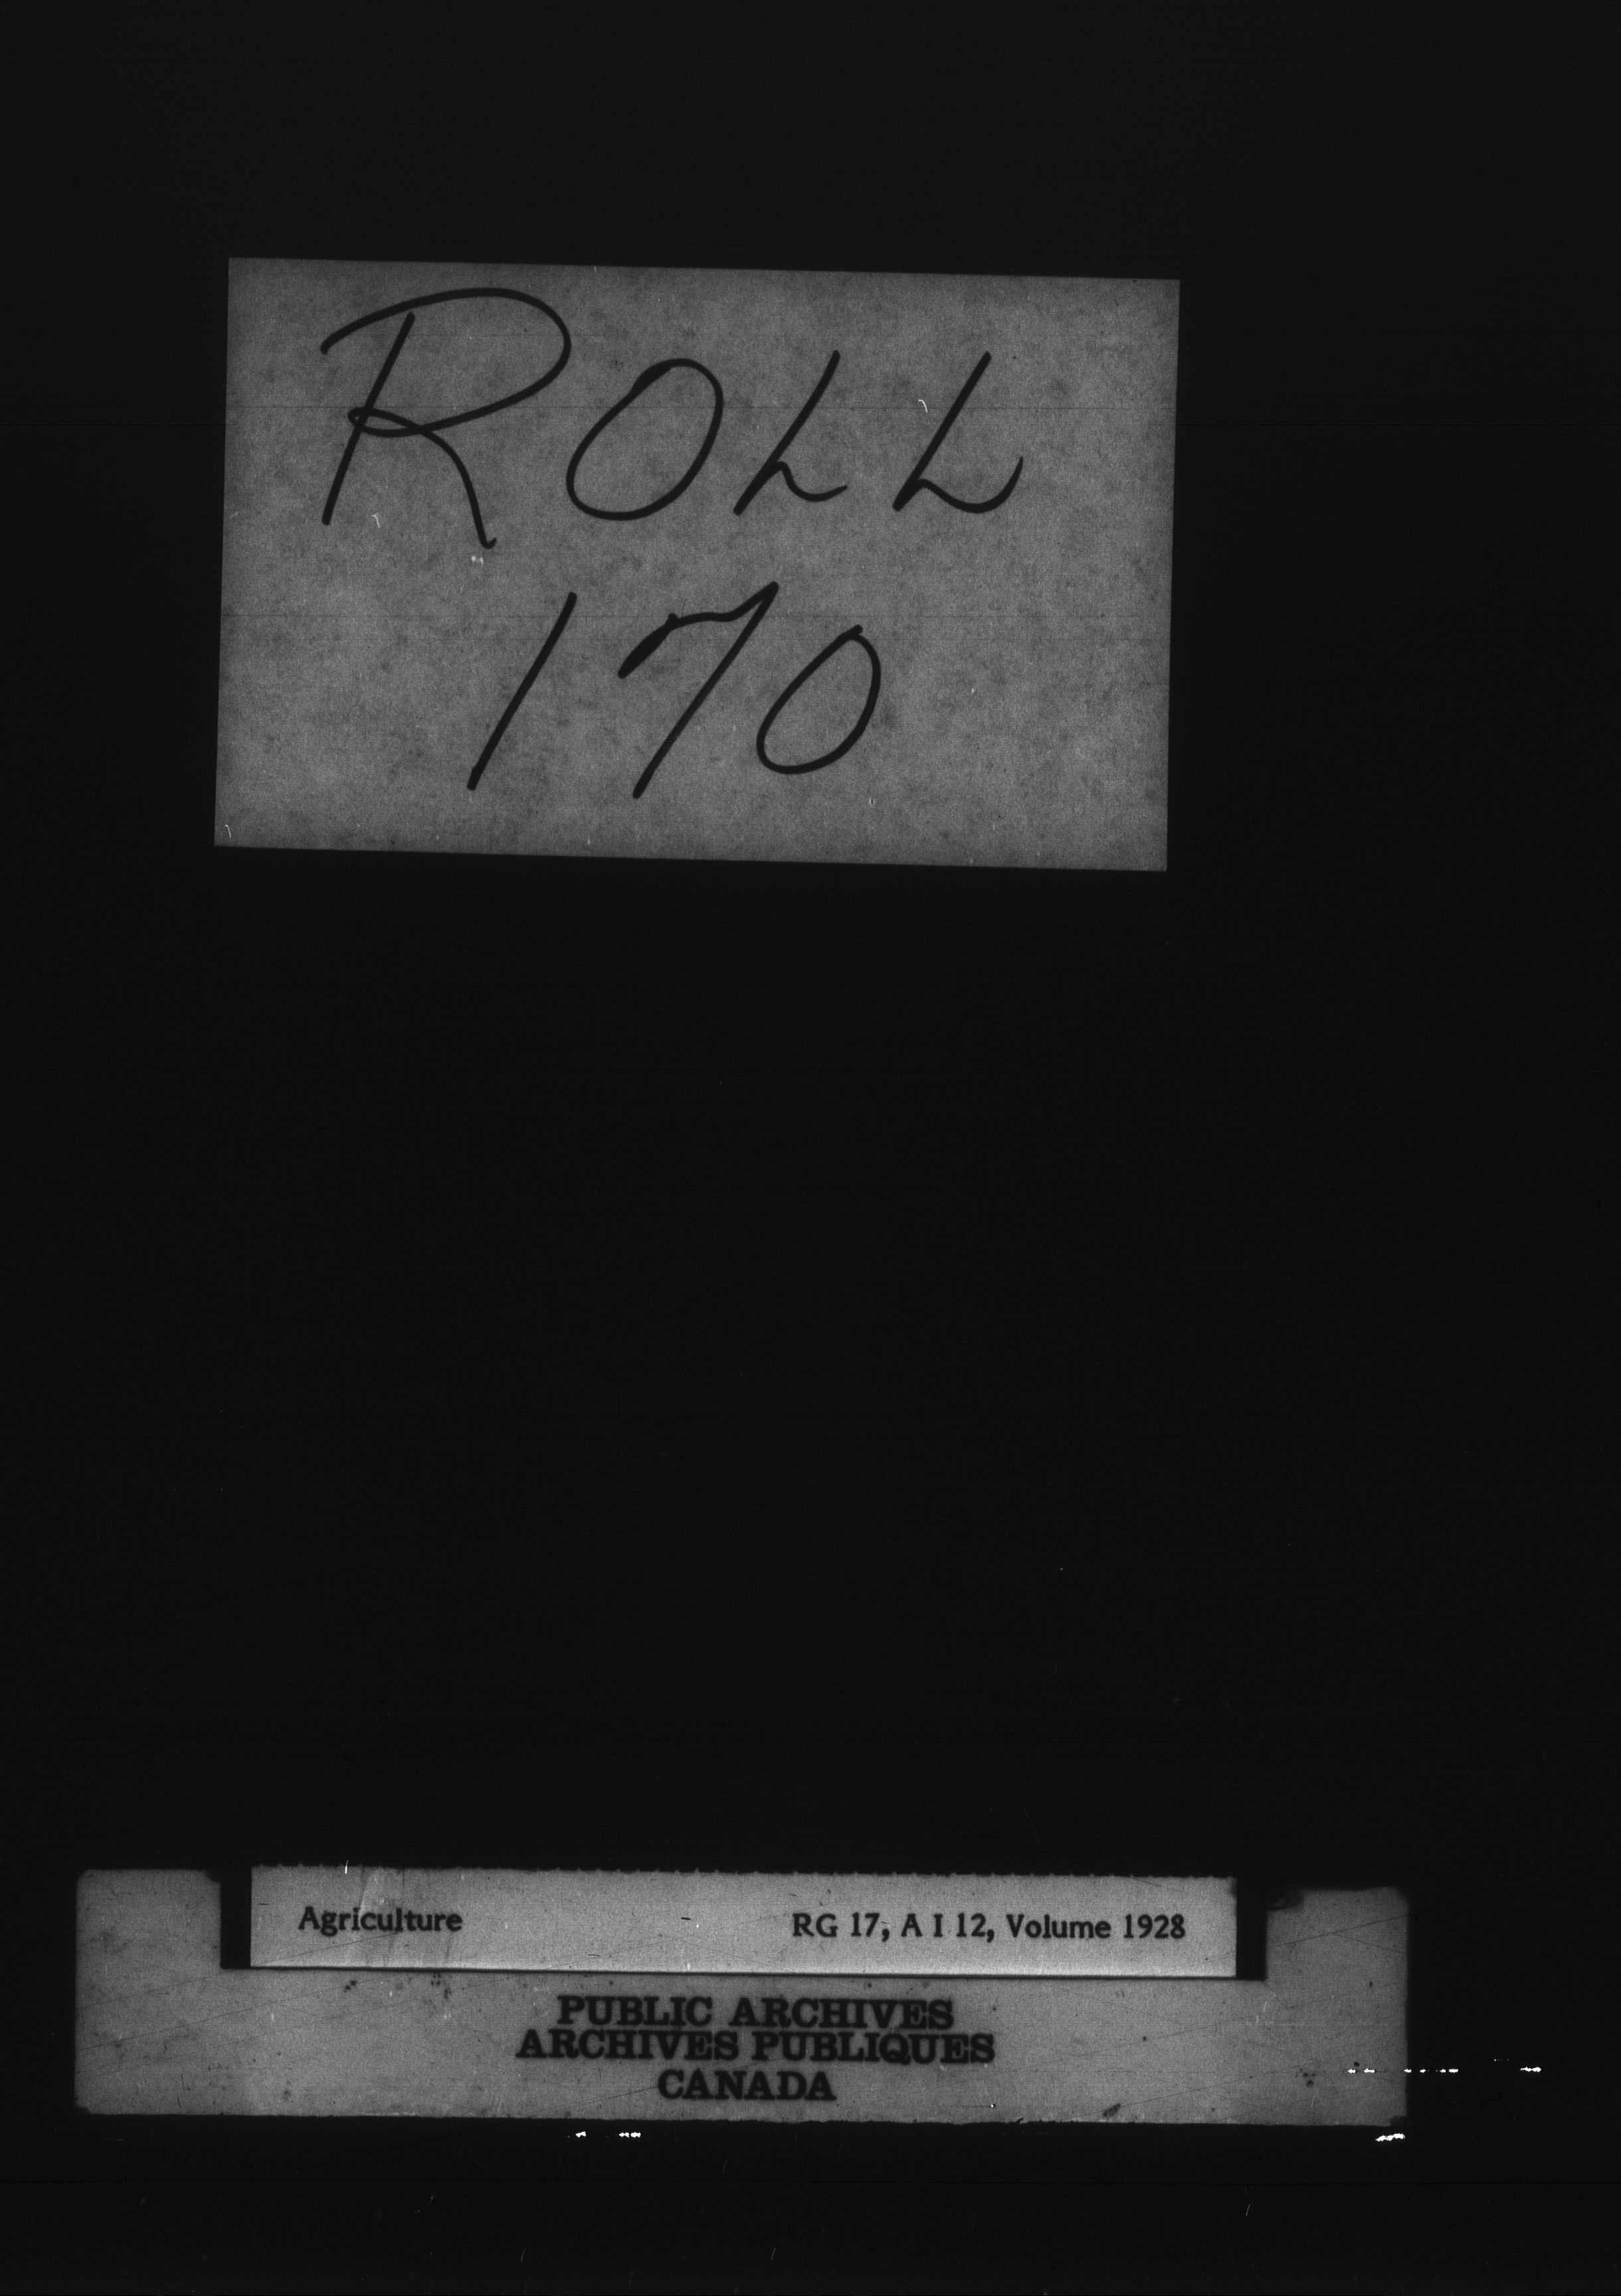 ROLL
170
Agriculture RG 17, A I 12, Volume 1928
PUBLIC ARCHIVES
ARCHIVES PUBLIQUES
CANADA